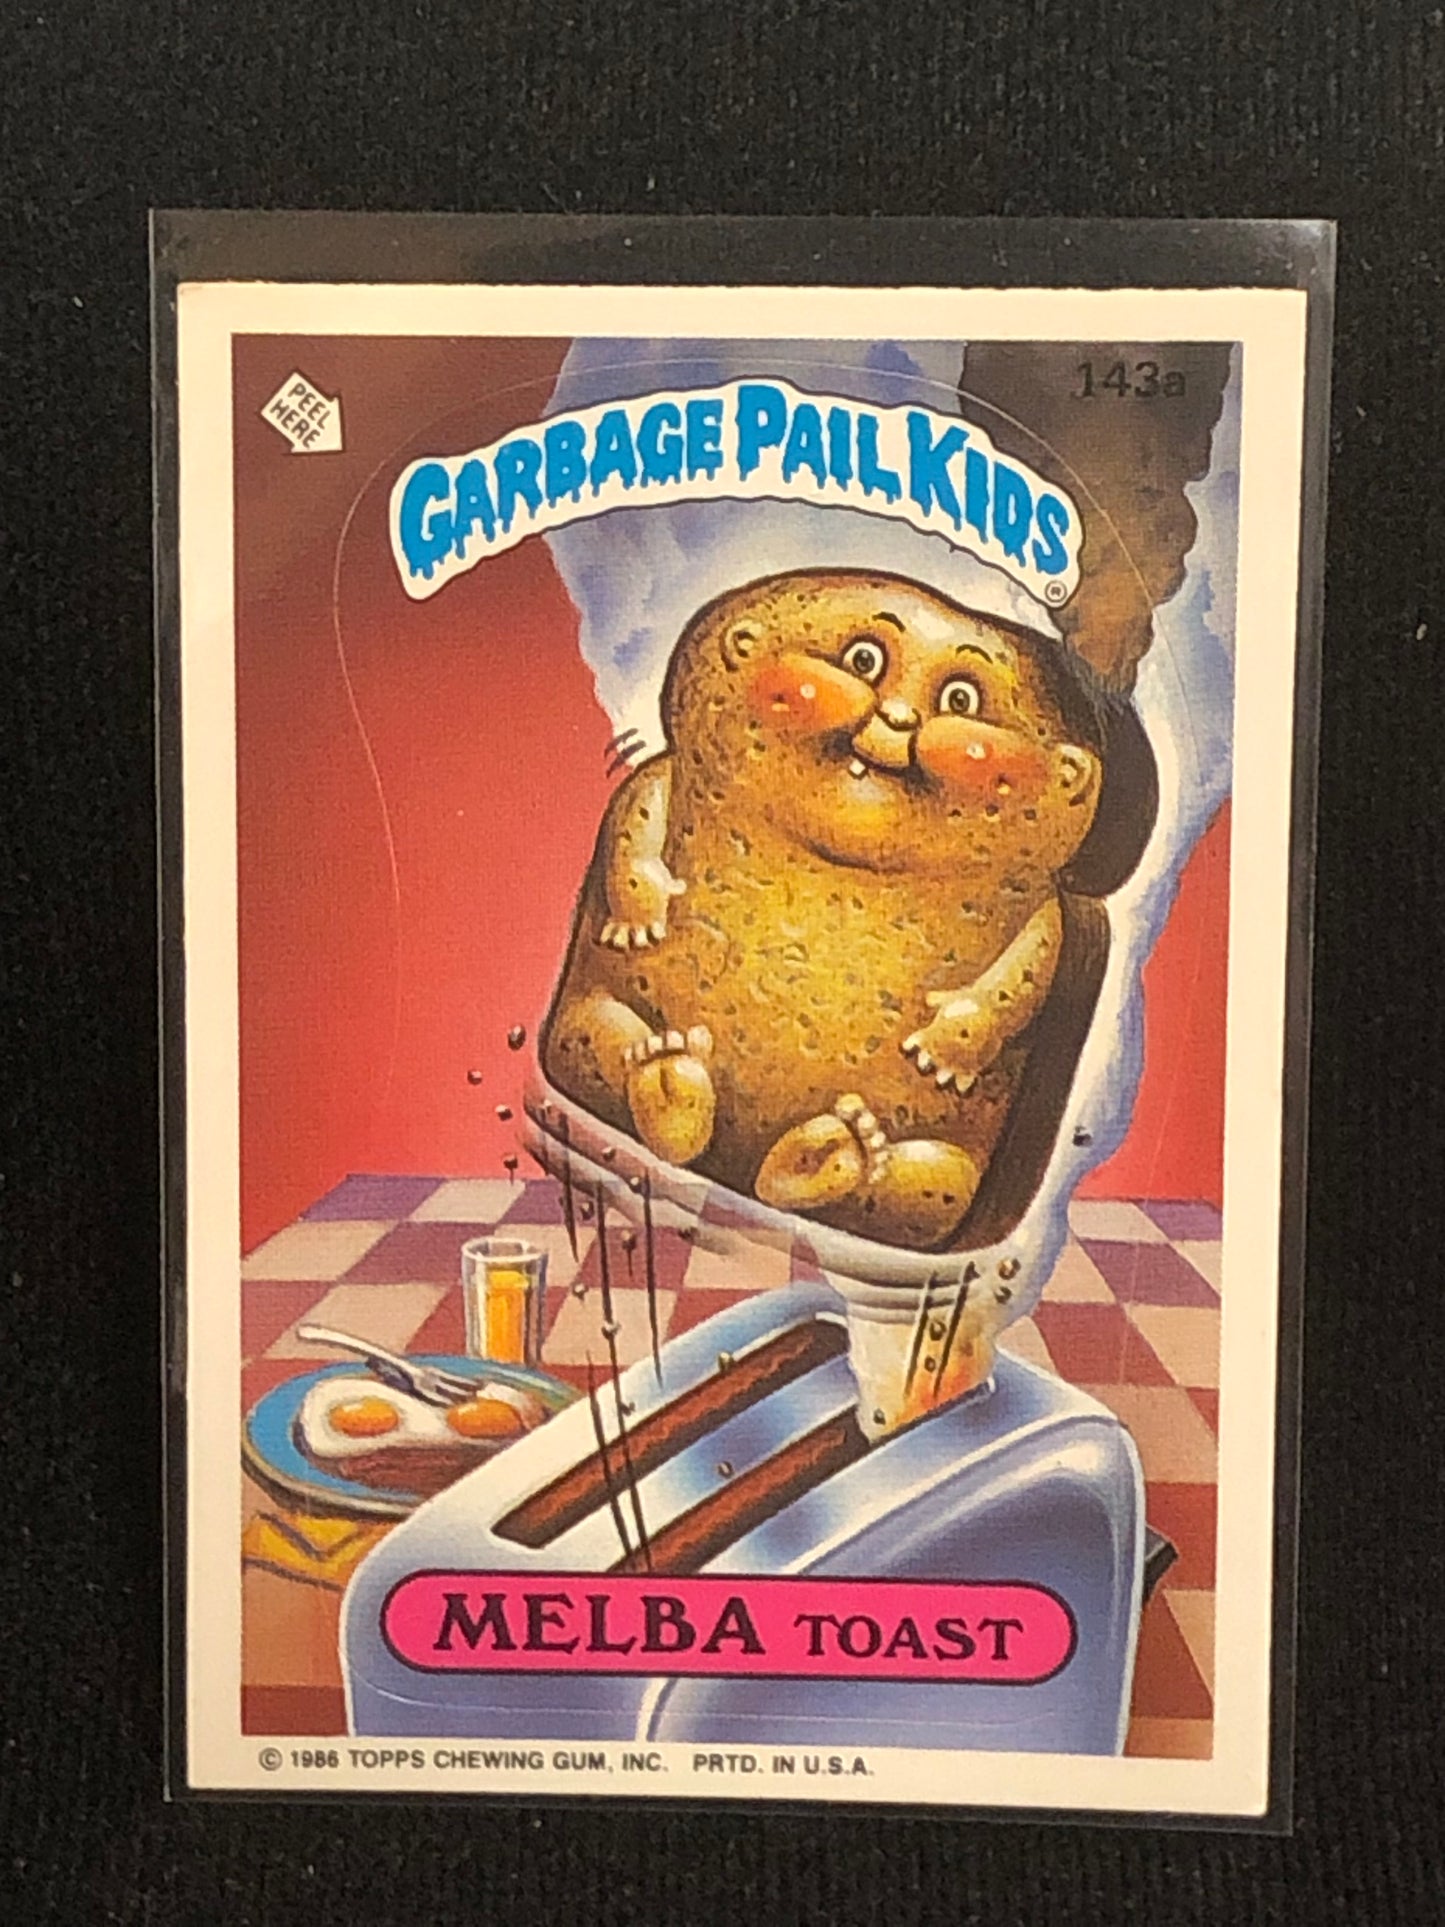 PEEL
HERE
143a
GARBAGE PAIL KIDS®
MELBA TOAST
© 1986 TOPPS CHEWING GUM, INC. PRTD. IN U.S.A.